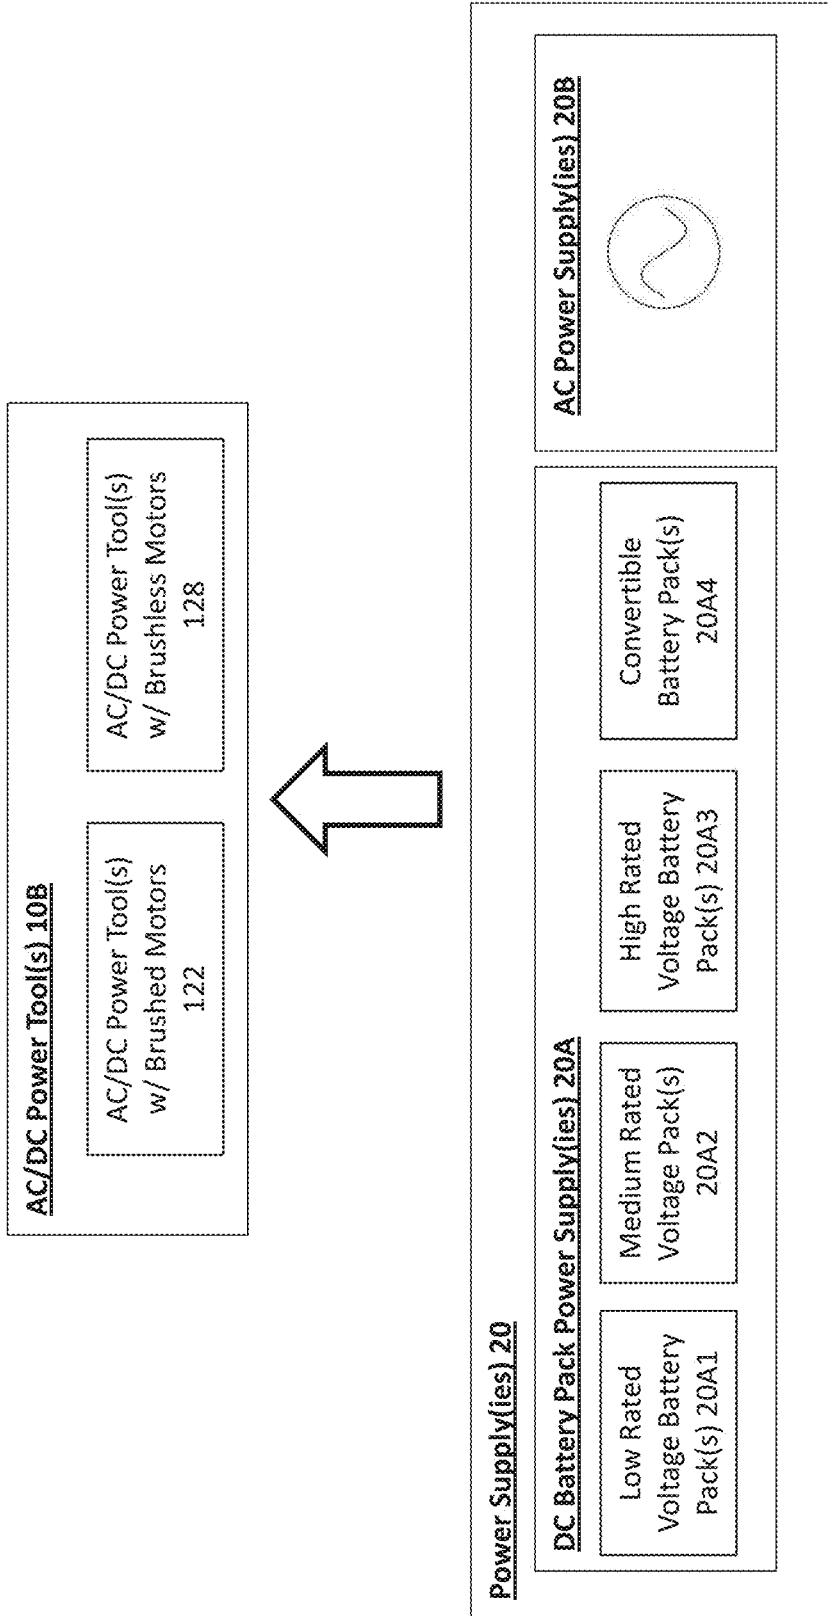 AC/DC Power Tool(s) 10B
AC/DC Power Tool(s)
w/ Brushed Motors
122
AC/DC Power Tool(s)
w/ Brushless Motors
128
Power Supply(ies) 20
DC Battery Pack Power Supply(ies) 20A
Low Rated
Voltage Battery
Pack(s) 20A1
Medium Rated
Voltage Pack(s)
20A2
High Rated
Voltage Battery
Pack(s) 20A3
Convertible
Battery Pack(s)
20A4
AC Power Supply(ies) 20B